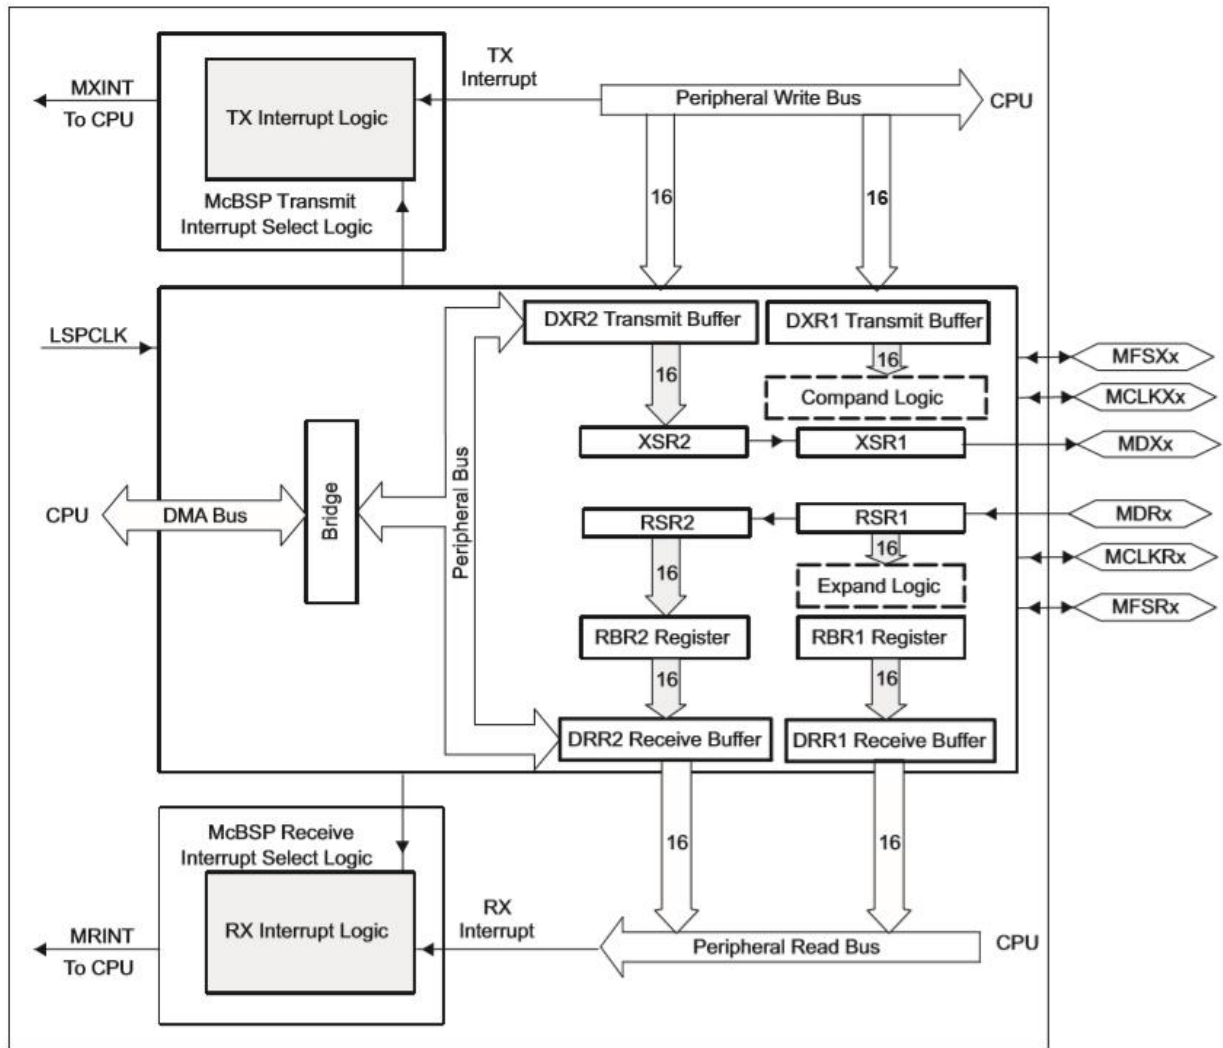 TX
Interrupt
MXINT
To CPU
TX Interrupt Logic
Peripheral Write Bus
CPU
McBSP Transmit
Interrupt Select Logic
16
16
LSPCLK
DXR2 Transmit Buffer
DXR1 Transmit Buffer
16
16
Compand Logic
XSR2
XSR1
MFSXx
MCLKXx
MDXx
CPU
DMA Bus
Bridge
Peripheral Bus
RSR2
RSR1
16
16
Expand Logic
MDRx
MCLKRx
MFSRx
RBR2 Register
RBR1 Register
16
16
DRR2 Receive Buffer
DRR1 Receive Buffer
16
16
McBSP Receive
Interrupt Select Logic
RX Interrupt Logic
MRINT
To CPU
RX
Interrupt
Peripheral Read Bus
CPU